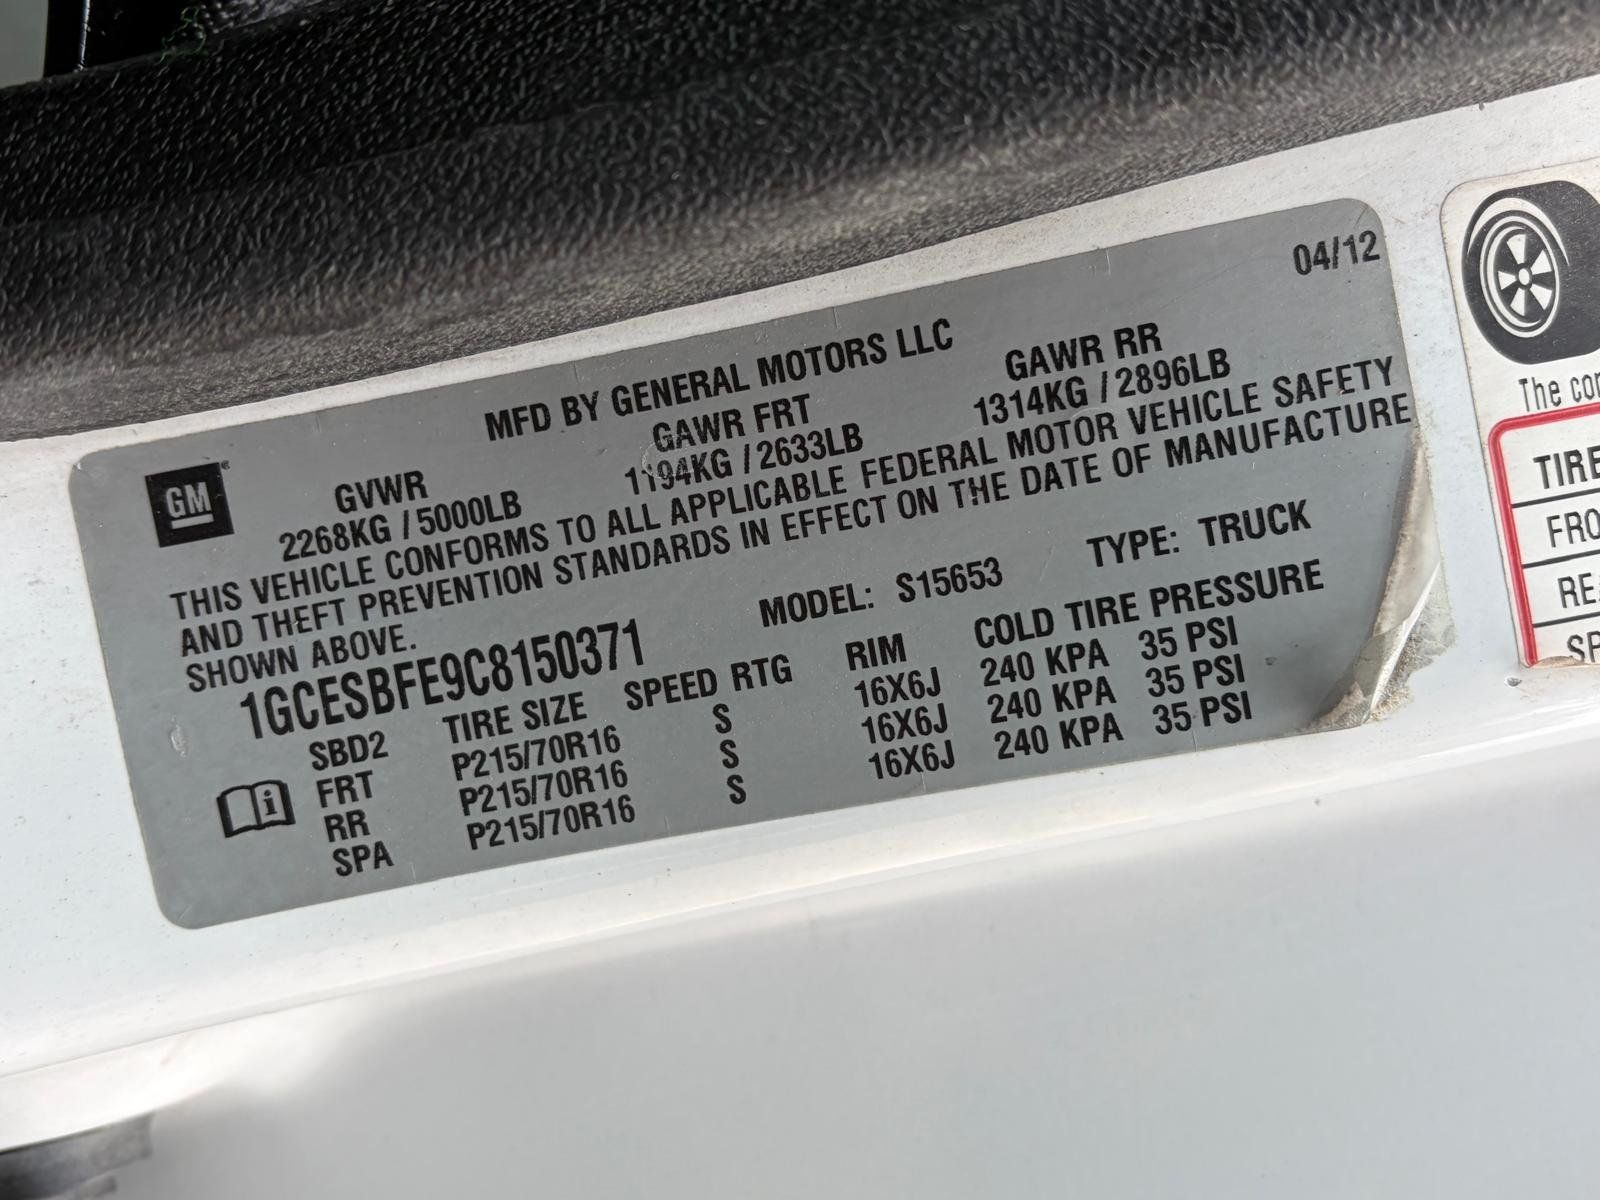 04/12
MFD BY GENERAL MOTORS LLC
GM
GVWR GAWR FRT GAWR RR
2268KG / 5000LB 1194KG / 2633LB 1314KG / 2896LB
THIS VEHICLE CONFORMS TO ALL APPLICABLE FEDERAL MOTOR VEHICLE SAFETY
AND THEFT PREVENTION STANDARDS IN EFFECT ON THE DATE OF MANUFACTURE
SHOWN ABOVE.
1GCESBFE9C8150371 MODEL: S15653 TYPE: TRUCK
SBD2 TIRE SIZE SPEED RTG RIM COLD TIRE PRESSURE
FRT P215/70R16 S 16X6J 240 KPA 35 PSI
RR P215/70R16 S 16X6J 240 KPA 35 PSI
SPA P215/70R16 S 16X6J 240 KPA 35 PSI
The
TIRE